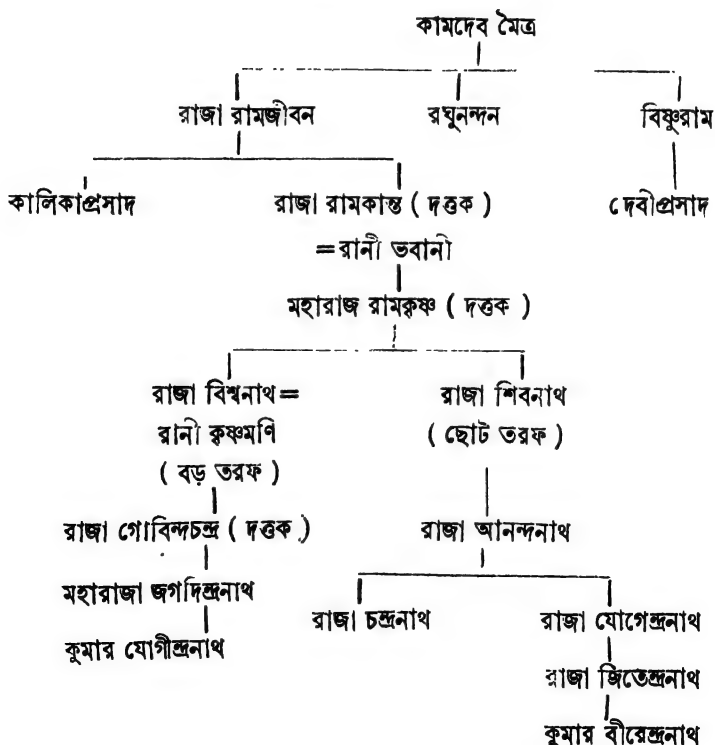 কামদেব মৈত্র
রাজা রামজীবন রঘুনন্দন বিষ্ণুরাম
কালিকাপ্রসাদ রাজা রামকান্ত ( দত্তক ) দেবীপ্রসাদ
=রানী ভবানী
মহারাজ রামকৃষ্ণ ( দত্তক )
রাজা বিশ্বনাথ= রাজা শিবনাথ
রানী কৃষ্ণমণি ( ছোট তরফ )
( বড় তরফ )
রাজা গোবিন্দচন্দ্র ( দত্তক ) রাজা আনন্দনাথ
মহারাজা জগদিন্দ্রনাথ
রাজা চন্দ্রনাথ রাজা যোগেন্দ্রনাথ
কুমার যোগীন্দ্রনাথ
রাজা জিতেন্দ্রনাথ
কুমার বীরেন্দ্রনাথ